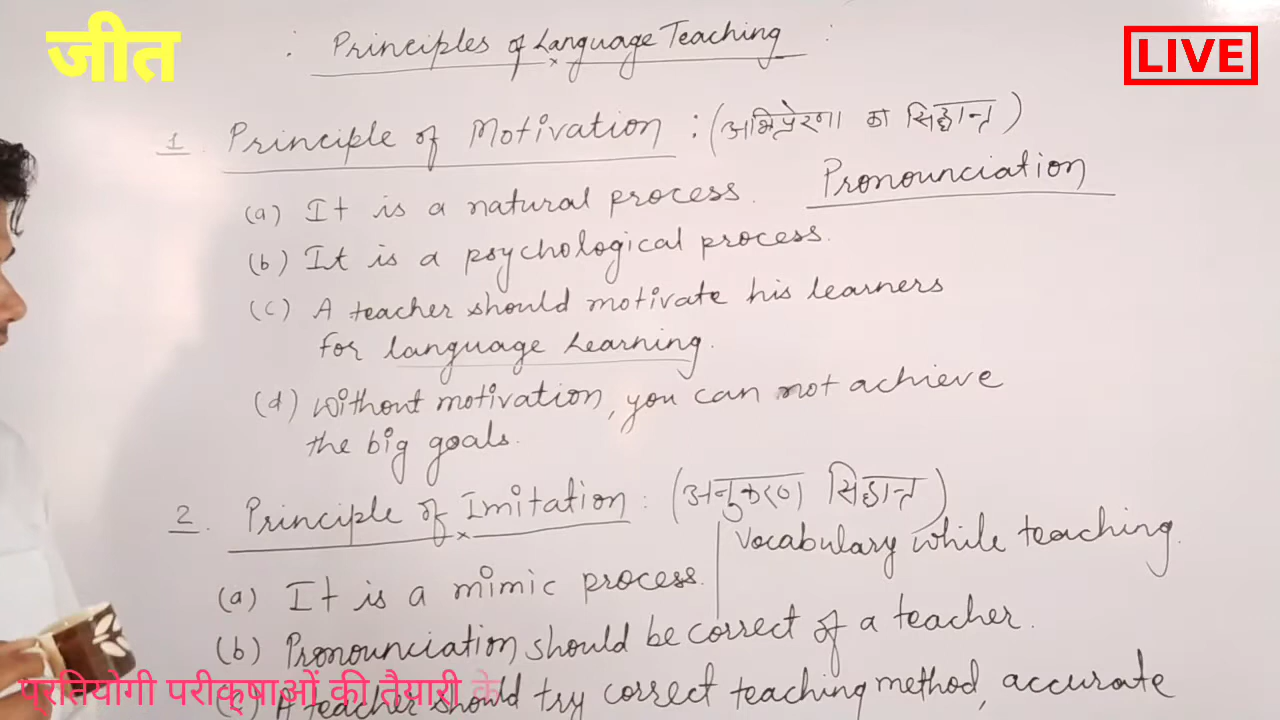 जीत
LIVE
: Principles of Language Teaching :
1. Principle of Motivation : (अभिप्रेरणा का सिद्धान्त)
Pronounciation
(a) It is a natural process.
(b) It is a psychological process.
(c) A teacher should motivate his learners
for language Learning.
(d) Without motivation, you can not achieve
the big goals.
2. Principle of Imitation : (अनुकरण सिद्धान्त)
vocabulary while teaching.
(a) It is a mimic process.
(b) Pronounciation should be correct of a teacher.
(c) A teacher should try correct teaching method, accurate
प्रतियोगी परीक्षाओं की तैयारी के